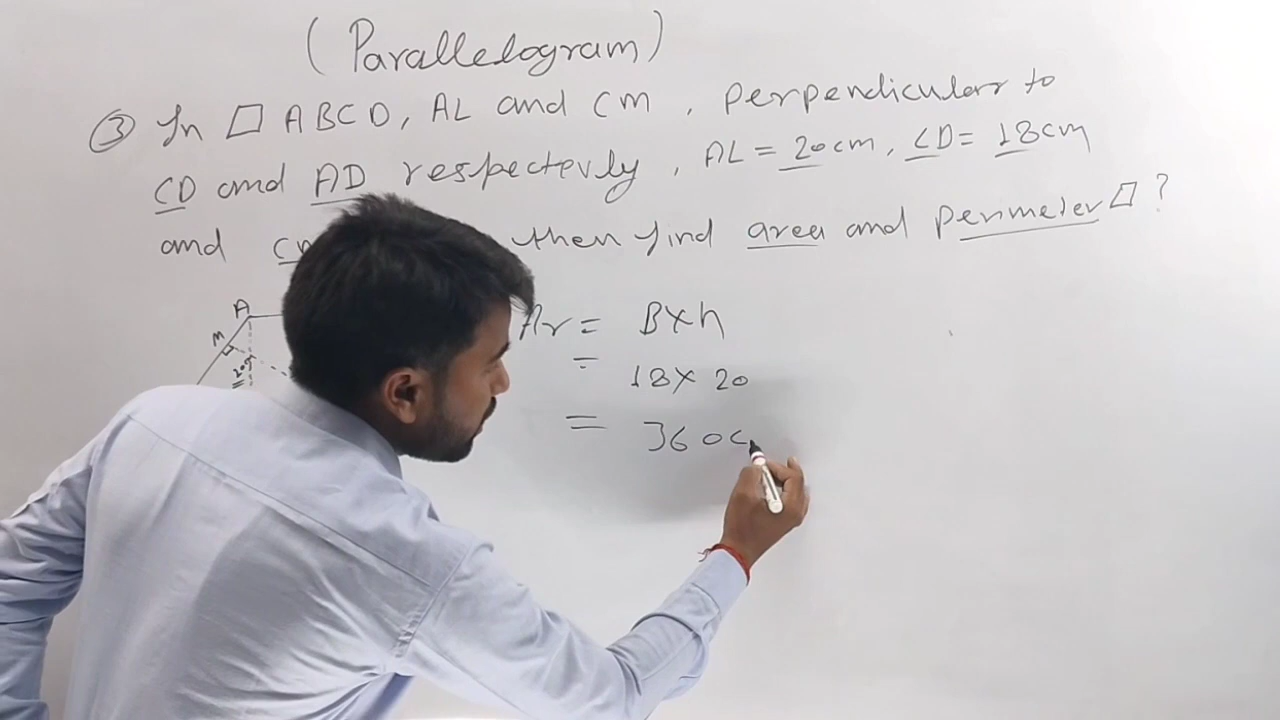 (Parallelogram)
③ In ▱ ABCD, AL and CM, perpendicular to
CD and AD respectevly, AL = 20cm, CD = 18cm
and then find area and perimeter ▱ ?
A
M
Ar = B×h
= 18×20
= 360c